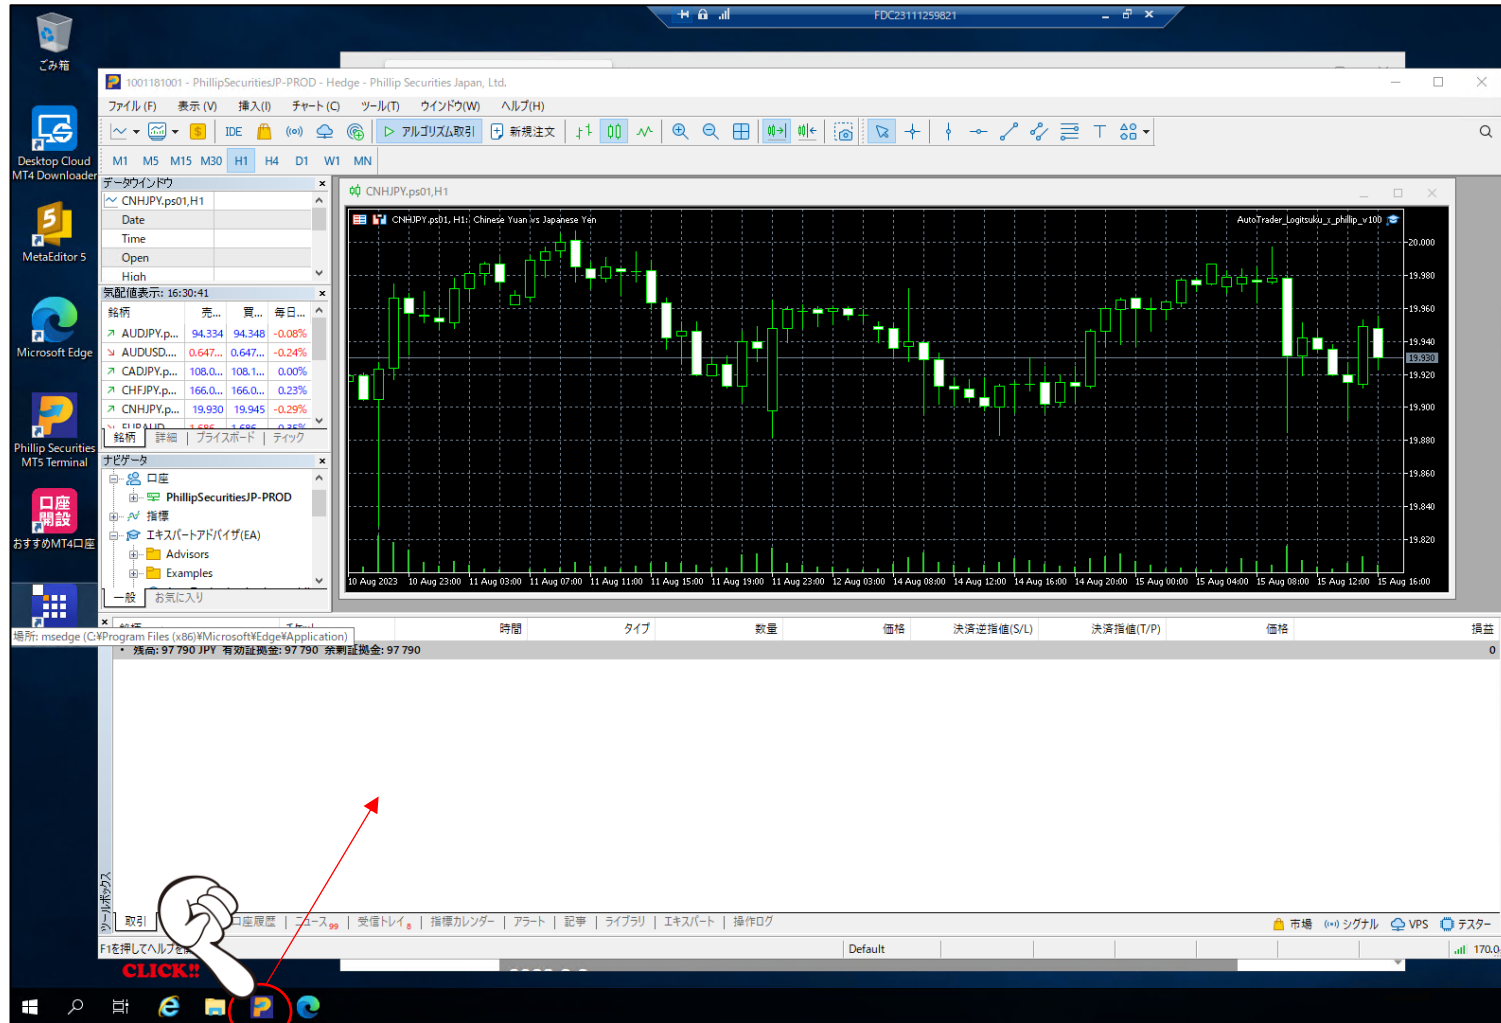 FDC23111259821
ごみ箱
1001181001 - PhillipSecuritiesJP-PROD - Hedge - Phillip Securities Japan, Ltd.
ファイル (F) 表示 (V) 挿入(I) チャート (C) ツール(T) ウインドウ(W) ヘルプ(H)
IDE アルゴリズム取引 新規注文
Desktop Cloud
MT4 Downloader
M1 M5 M15 M30 H1 H4 D1 W1 MN
データウインドウ
CNHJPY.ps01,H1
Date
Time
Open
High
MetaEditor 5
気配値表示: 16:30:41
銘柄 売... 買... 毎日...
AUDJPY.p... 94.334 94.348 -0.08%
AUDUSD.... 0.647... 0.647... -0.24%
CADJPY.p... 108.0... 108.1... 0.00%
CHFJPY.p... 166.0... 166.0... 0.23%
CNHJPY.p... 19.930 19.945 -0.29%
EURAUD 1.686 1.686
銘柄 詳細 プライスボード ティック
Microsoft Edge
Phillip Securities
MT5 Terminal
口座
開設
おすすめMT4口座
ナビゲータ
口座
PhillipSecuritiesJP-PROD
指標
エキスパートアドバイザ(EA)
Advisors
Examples
一般 お気に入り
CNHJPY.ps01,H1
CNHJPY.ps01, H1: Chinese Yuan vs Japanese Yen
AutoTrader_Logitsuku_x_phillip_v100
20.000
19.980
19.960
19.940
19.930
19.920
19.900
19.880
19.860
19.840
19.820
10 Aug 2023 10 Aug 23:00 11 Aug 03:00 11 Aug 07:00 11 Aug 11:00 11 Aug 15:00 11 Aug 19:00 11 Aug 23:00 12 Aug 03:00 14 Aug 08:00 14 Aug 12:00 14 Aug 16:00 14 Aug 20:00 15 Aug 00:00 15 Aug 04:00 15 Aug 08:00 15 Aug 12:00 15 Aug 16:00
場所: msedge (C:¥Program Files (x86)¥Microsoft¥Edge¥Application)
時間 タイプ 数量 価格 決済逆指値(S/L) 決済指値(T/P) 価格 損益
残高: 97 790 JPY 有効証拠金: 97 790 余剰証拠金: 97 790 0
ツールボックス
取引 口座履歴 ニュース 99 受信トレイ 8 指標カレンダー アラート 記事 ライブラリ エキスパート 操作ログ
市場 シグナル VPS テスター
F1を押してヘルプを
Default
170.0
CLICK!!